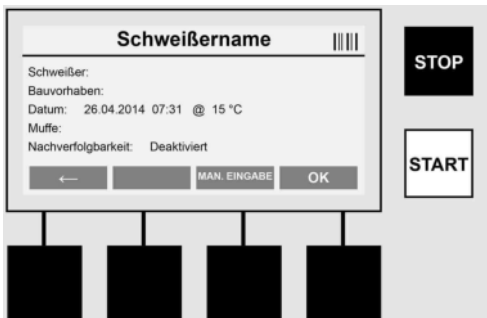 Schweißername
STOP
Schweißer:
Bauvorhaben:
Datum: 26.04.2014 07:31 @ 15 °C
Muffe:
Nachverfolgbarkeit: Deaktiviert
← MAN. EINGABE OK
START